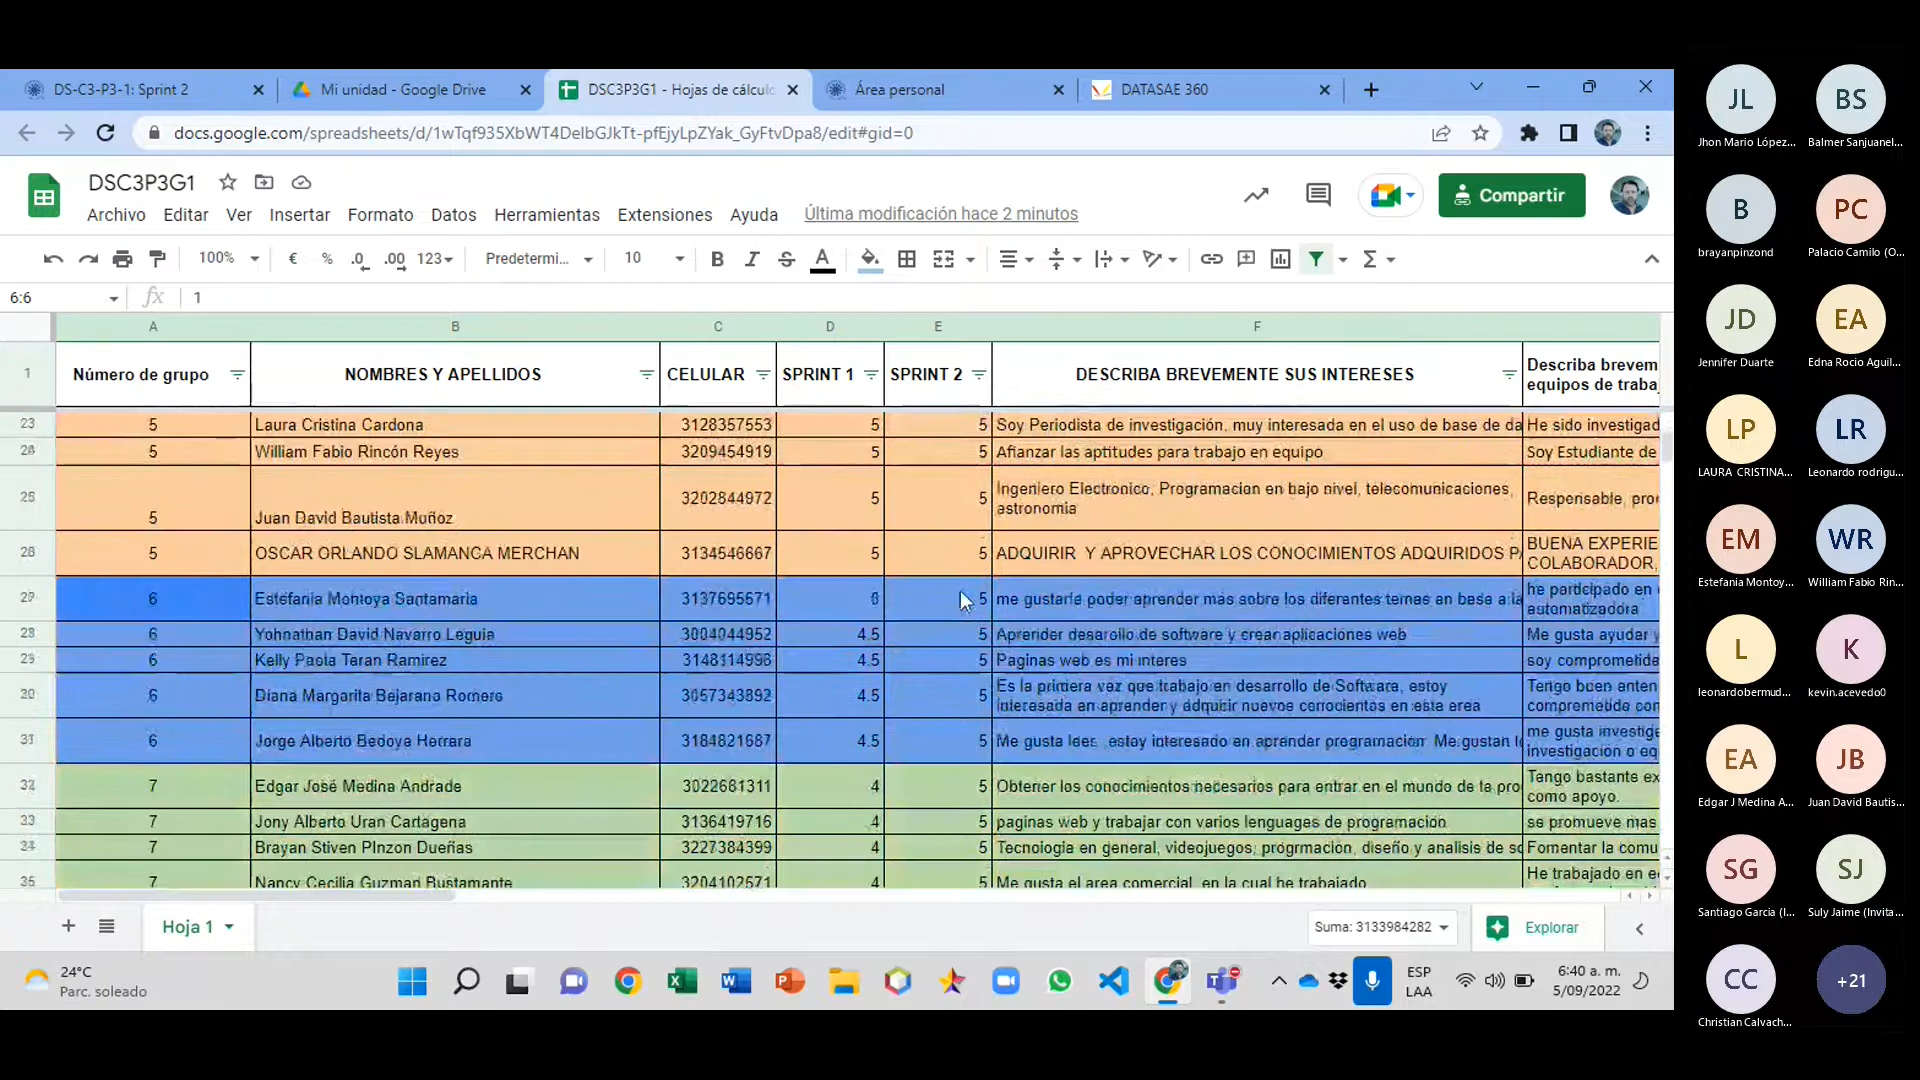 DS-C3-P3-1: Sprint 2
Mi unidad - Google Drive
DSC3P3G1 - Hojas de cálculo
Área personal
DATASAE 360
docs.google.com/spreadsheets/d/1wTqf935XbWT4DelbGJkTt-pfEjyLpZYak_GyFtvDpa8/edit#gid=0
DSC3P3G1
Archivo Editar Ver Insertar Formato Datos Herramientas Extensiones Ayuda Última modificación hace 2 minutos
Compartir
100% € % .0 .00 123 Predetermi... 10 B I S A
6:6 fx 1
A B C D E F
1 Número de grupo NOMBRES Y APELLIDOS CELULAR SPRINT 1 SPRINT 2 DESCRIBA BREVEMENTE SUS INTERESES Describa brevem
equipos de traba
23 5 Laura Cristina Cardona 3128357553 5 5 Soy Periodista de investigación, muy interesada en el uso de base de da He sido investigad
5 William Fabio Rincón Reyes 3209454919 5 5 Afianzar las aptitudes para trabajo en equipo Soy Estudiante de
25 5 Juan David Bautista Muñoz 3202844972 5 5 Ingeniero Electronico, Programacion en bajo nivel, telecomunicaciones,
astronomia Responsable, pro
5 OSCAR ORLANDO SLAMANCA MERCHAN 3134546667 5 5 ADQUIRIR Y APROVECHAR LOS CONOCIMIENTOS ADQUIRIDOS PA BUENA EXPERIE
COLABORADOR,
6 Estefania Montoya Santamaria 3137695671 0 5 me gustaria poder aprender mas sobre los diferentes temas en base a la he participado en
automatizadora
6 Yohnathan David Navarro Leguia 3004044952 4.5 5 Aprender desarollo de software y crear aplicaciones web Me gusta ayudar y
6 Kelly Paola Teran Ramirez 3148114998 4.5 5 Paginas web es mi interes soy comprometida
6 Diana Margarita Bejarano Romero 3057343892 4.5 5 Es la primera vez que trabajo en desarrollo de Software, estoy
interesada en aprender y adquirir nuevos conocientos en esta area Tengo buen enten
comprometida con
31 6 Jorge Alberto Bedoya Herrera 3184821687 4.5 5 Me gusta leer, estoy interesado en aprender programacion Me gustan lo me gusta investiga
investigacion o eq
7 Edgar José Medina Andrade 3022681311 4 5 Obtener los conocimientos necesarios para entrar en el mundo de la pro Tengo bastante ex
como apoyo.
7 Jony Alberto Uran Cartagena 3136419716 4 5 paginas web y trabajar con varios lenguages de programación se promueve mas
7 Brayan Stiven PInzon Dueñas 3227384399 4 5 Tecnologia en general, videojuegos, progrmacion, diseño y analisis de so Fomentar la comu
35 7 Nancy Cecilia Guzman Bustamante 3204102571 4 5 Me gusta el area comercial, en la cual he trabajado He trabajado en e
Hoja 1
Suma: 3133984282
Explorar
24°C
Parc. soleado
ESP
LAA
6:40 a. m.
5/09/2022
JL BS
Jhon Mario López... Balmer Sanjuanel...
B PC
brayanpinzond Palacio Camilo (O...
JD EA
Jennifer Duarte Edna Rocio Aguil...
LP LR
LAURA CRISTINA... Leonardo rodrigu...
EM WR
Estefania Montoy... William Fabio Rin...
L K
leonardobermud... kevin.acevedo0
EA JB
Edgar J Medina A... Juan David Bautis...
SG SJ
Santiago Garcia (I... Suly Jaime (Invita...
CC +21
Christian Calvach...